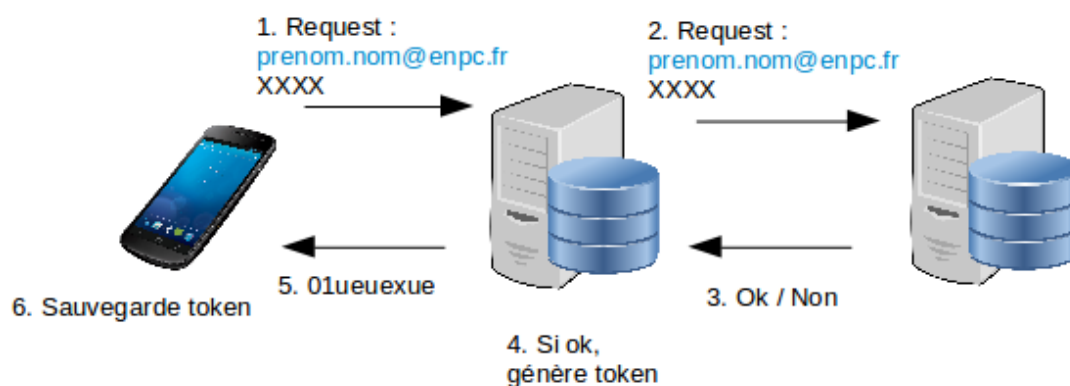 1. Request :
prenom.nom@enpc.fr
XXXX
2. Request :
prenom.nom@enpc.fr
XXXX
3. Ok / Non
4. Si ok,
génère token
5. 01ueuexue
6. Sauvegarde token